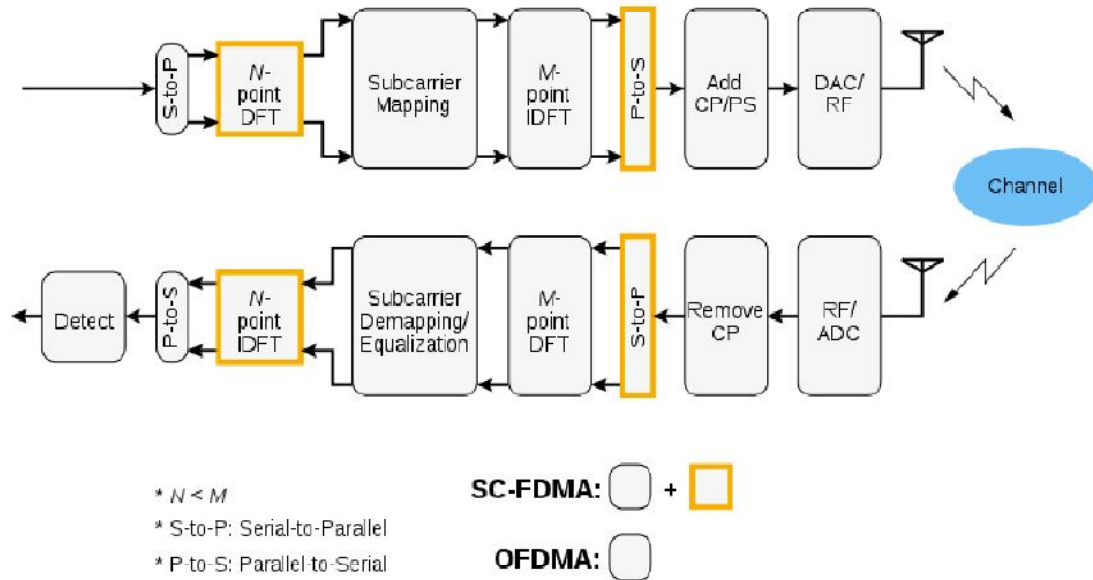 S-to-P
N-
point
DFT
Subcarrier
Mapping
M-
point
IDFT
P-to-S
Add
CP/PS
DAC/
RF
Channel
Detect
P-to-S
N-
point
IDFT
Subcarrier
Demapping/
Equalization
M-
point
DFT
S-to-P
Remove
CP
RF/
ADC
* N < M
* S-to-P: Serial-to-Parallel
* P-to-S: Parallel-to-Serial
SC-FDMA: +
OFDMA: